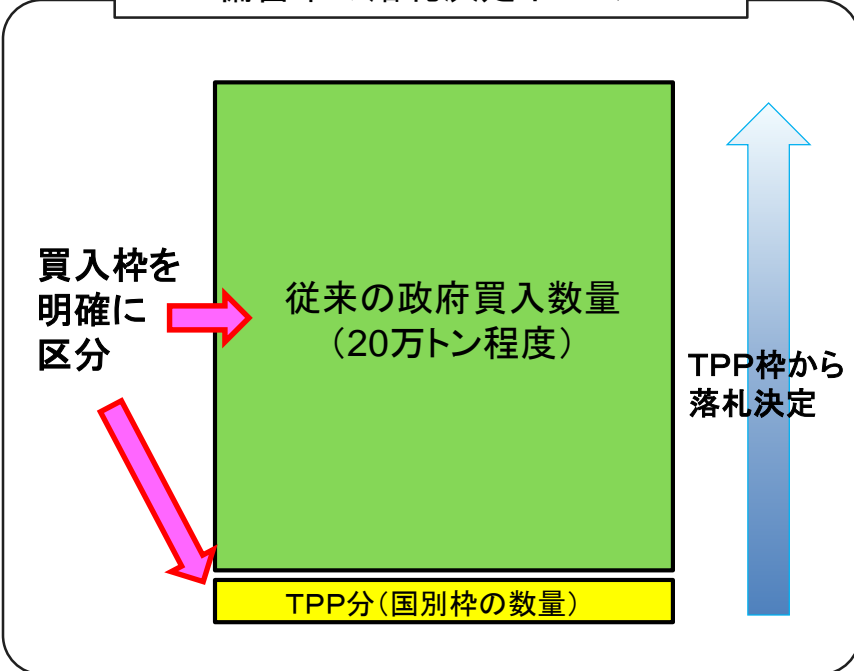 買入枠を
明確に
区分
従来の政府買入数量
(20万トン程度)
TPP枠から
落札決定
TPP分(国別枠の数量)